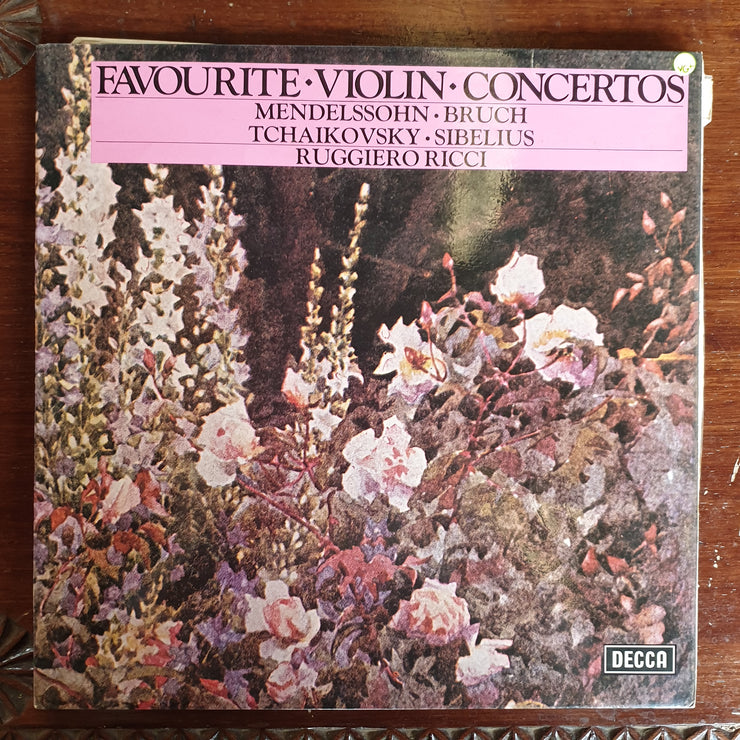 FAVOURITE · VIOLIN · CONCERTOS
MENDELSSOHN · BRUCH
TCHAIKOVSKY · SIBELIUS
RUGGIERO RICCI
DECCA